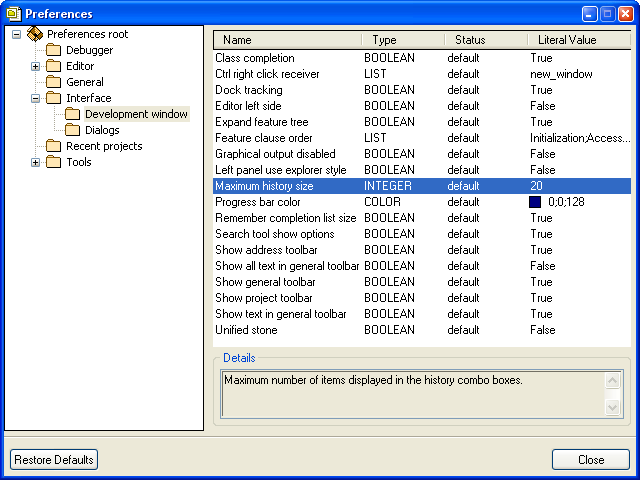 Preferences
Preferences root
Debugger
Editor
General
Interface
Development window
Dialogs
Recent projects
Tools
Name Type Status Literal Value
Class completion BOOLEAN default True
Ctrl right click receiver LIST default new_window
Dock tracking BOOLEAN default True
Editor left side BOOLEAN default False
Expand feature tree BOOLEAN default True
Feature clause order LIST default Initialization;Access...
Graphical output disabled BOOLEAN default False
Left panel use explorer style BOOLEAN default False
Maximum history size INTEGER default 20
Progress bar color COLOR default 0;0;128
Remember completion list size BOOLEAN default True
Search tool show options BOOLEAN default True
Show address toolbar BOOLEAN default True
Show all text in general toolbar BOOLEAN default False
Show general toolbar BOOLEAN default True
Show project toolbar BOOLEAN default True
Show text in general toolbar BOOLEAN default True
Unified stone BOOLEAN default False
Details
Maximum number of items displayed in the history combo boxes.
Restore Defaults Close